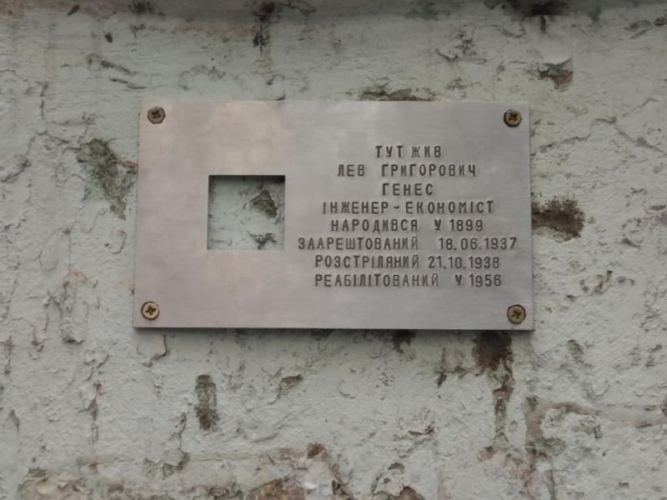 ТУТ ЖИВ
ЛЕВ ГРИГОРОВИЧ
ГЕНЕС
ІНЖЕНЕР-ЕКОНОМІСТ
НАРОДИВСЯ У 1899
ЗААРЕШТОВАНИЙ 18.06.1937
РОЗСТРІЛЯНИЙ 21.10.1938
РЕАБІЛІТОВАНИЙ У 1956